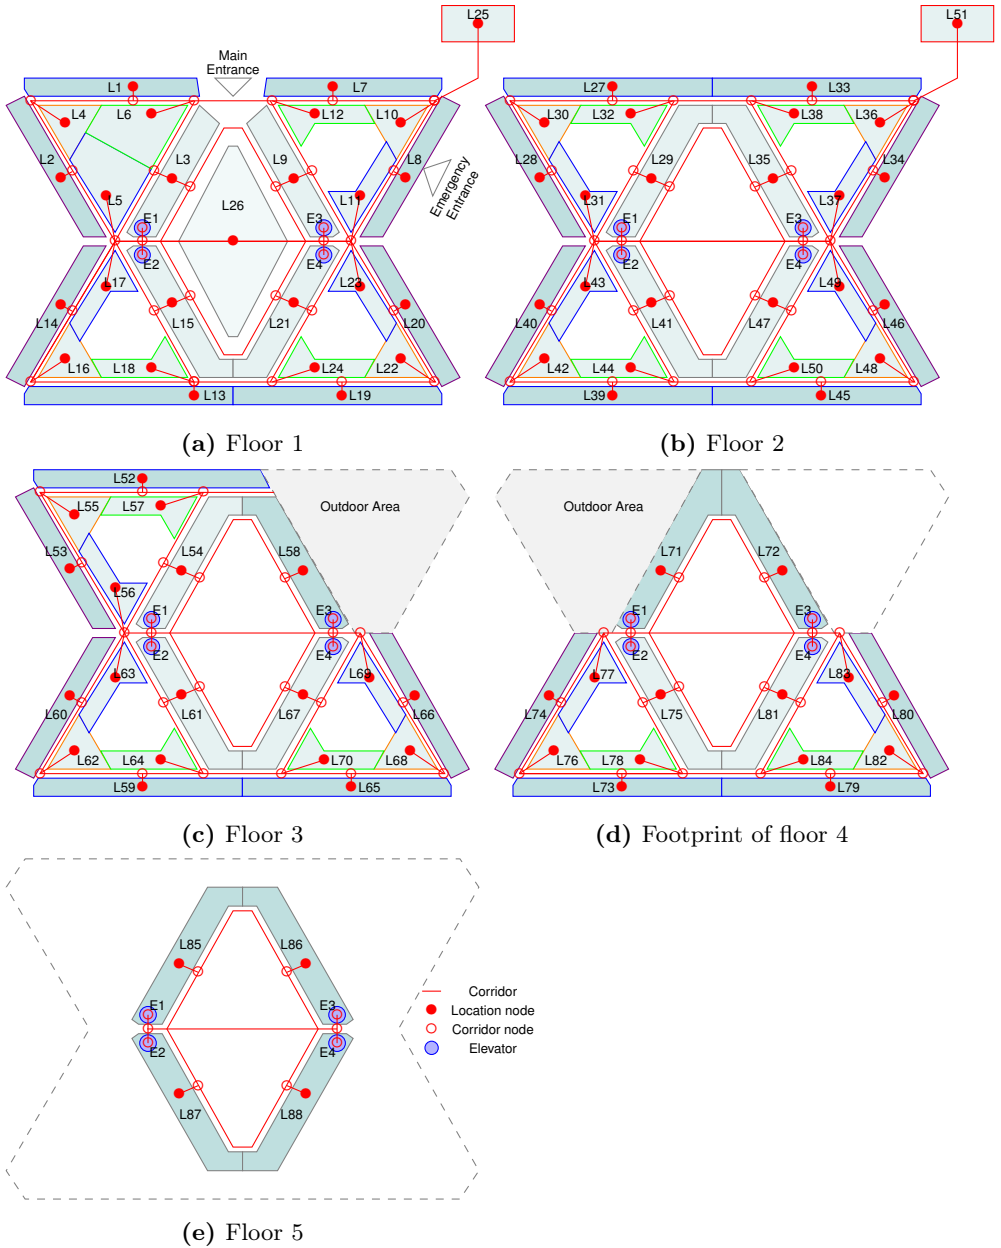 L25
L51
Main
Entrance
L1
L7
L4
L6
L12
L10
L2
L3
L9
L8
Emergency
Entrance
L5
L26
L11
E1
E3
E2
E4
L17
L23
L14
L15
L21
L20
L16
L18
L24
L22
L13
L19
(a) Floor 1
L27
L33
L30
L32
L38
L36
L28
L29
L35
L34
L31
L37
E1
E3
E2
E4
L43
L49
L40
L41
L47
L46
L42
L44
L50
L48
L39
L45
(b) Floor 2
L52
L55
L57
Outdoor Area
L53
L54
L58
L56
E1
E3
E2
E4
L63
L69
L60
L61
L67
L66
L62
L64
L70
L68
L59
L65
(c) Floor 3
Outdoor Area
L71
L72
E1
E3
E2
E4
L77
L83
L74
L75
L81
L80
L76
L78
L84
L82
L73
L79
(d) Footprint of floor 4
L85
L86
E1
E3
E2
E4
L87
L88
Corridor
Location node
Corridor node
Elevator
(e) Floor 5